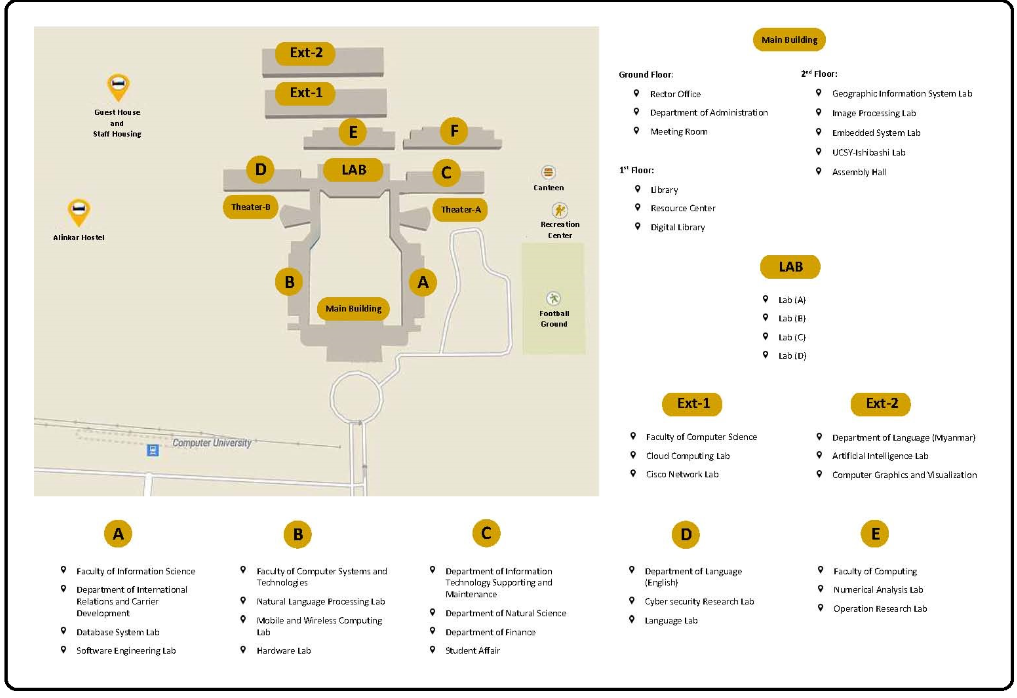 Ext-2
Ext-1
E
F
D
LAB
C
Theater-B
Theater-A
B
A
Main Building
Guest House
and
Staff Housing
Alinkar Hostel
Canteen
Recreation
Center
Football
Ground
Computer University
Main Building
Ground Floor:
Rector Office
Department of Administration
Meeting Room
1st Floor:
Library
Resource Center
Digital Library
2nd Floor:
Geographic Information System Lab
Image Processing Lab
Embedded System Lab
UCSY-Ishibashi Lab
Assembly Hall
LAB
Lab (A)
Lab (B)
Lab (C)
Lab (D)
Ext-1
Faculty of Computer Science
Cloud Computing Lab
Cisco Network Lab
Ext-2
Department of Language (Myanmar)
Artificial Intelligence Lab
Computer Graphics and Visualization
A
Faculty of Information Science
Department of International
Relations and Carrier
Development
Database System Lab
Software Engineering Lab
B
Faculty of Computer Systems and
Technologies
Natural Language Processing Lab
Mobile and Wireless Computing
Lab
Hardware Lab
C
Department of Information
Technology Supporting and
Maintenance
Department of Natural Science
Department of Finance
Student Affair
D
Department of Language
(English)
Cyber security Research Lab
Language Lab
E
Faculty of Computing
Numerical Analysis Lab
Operation Research Lab